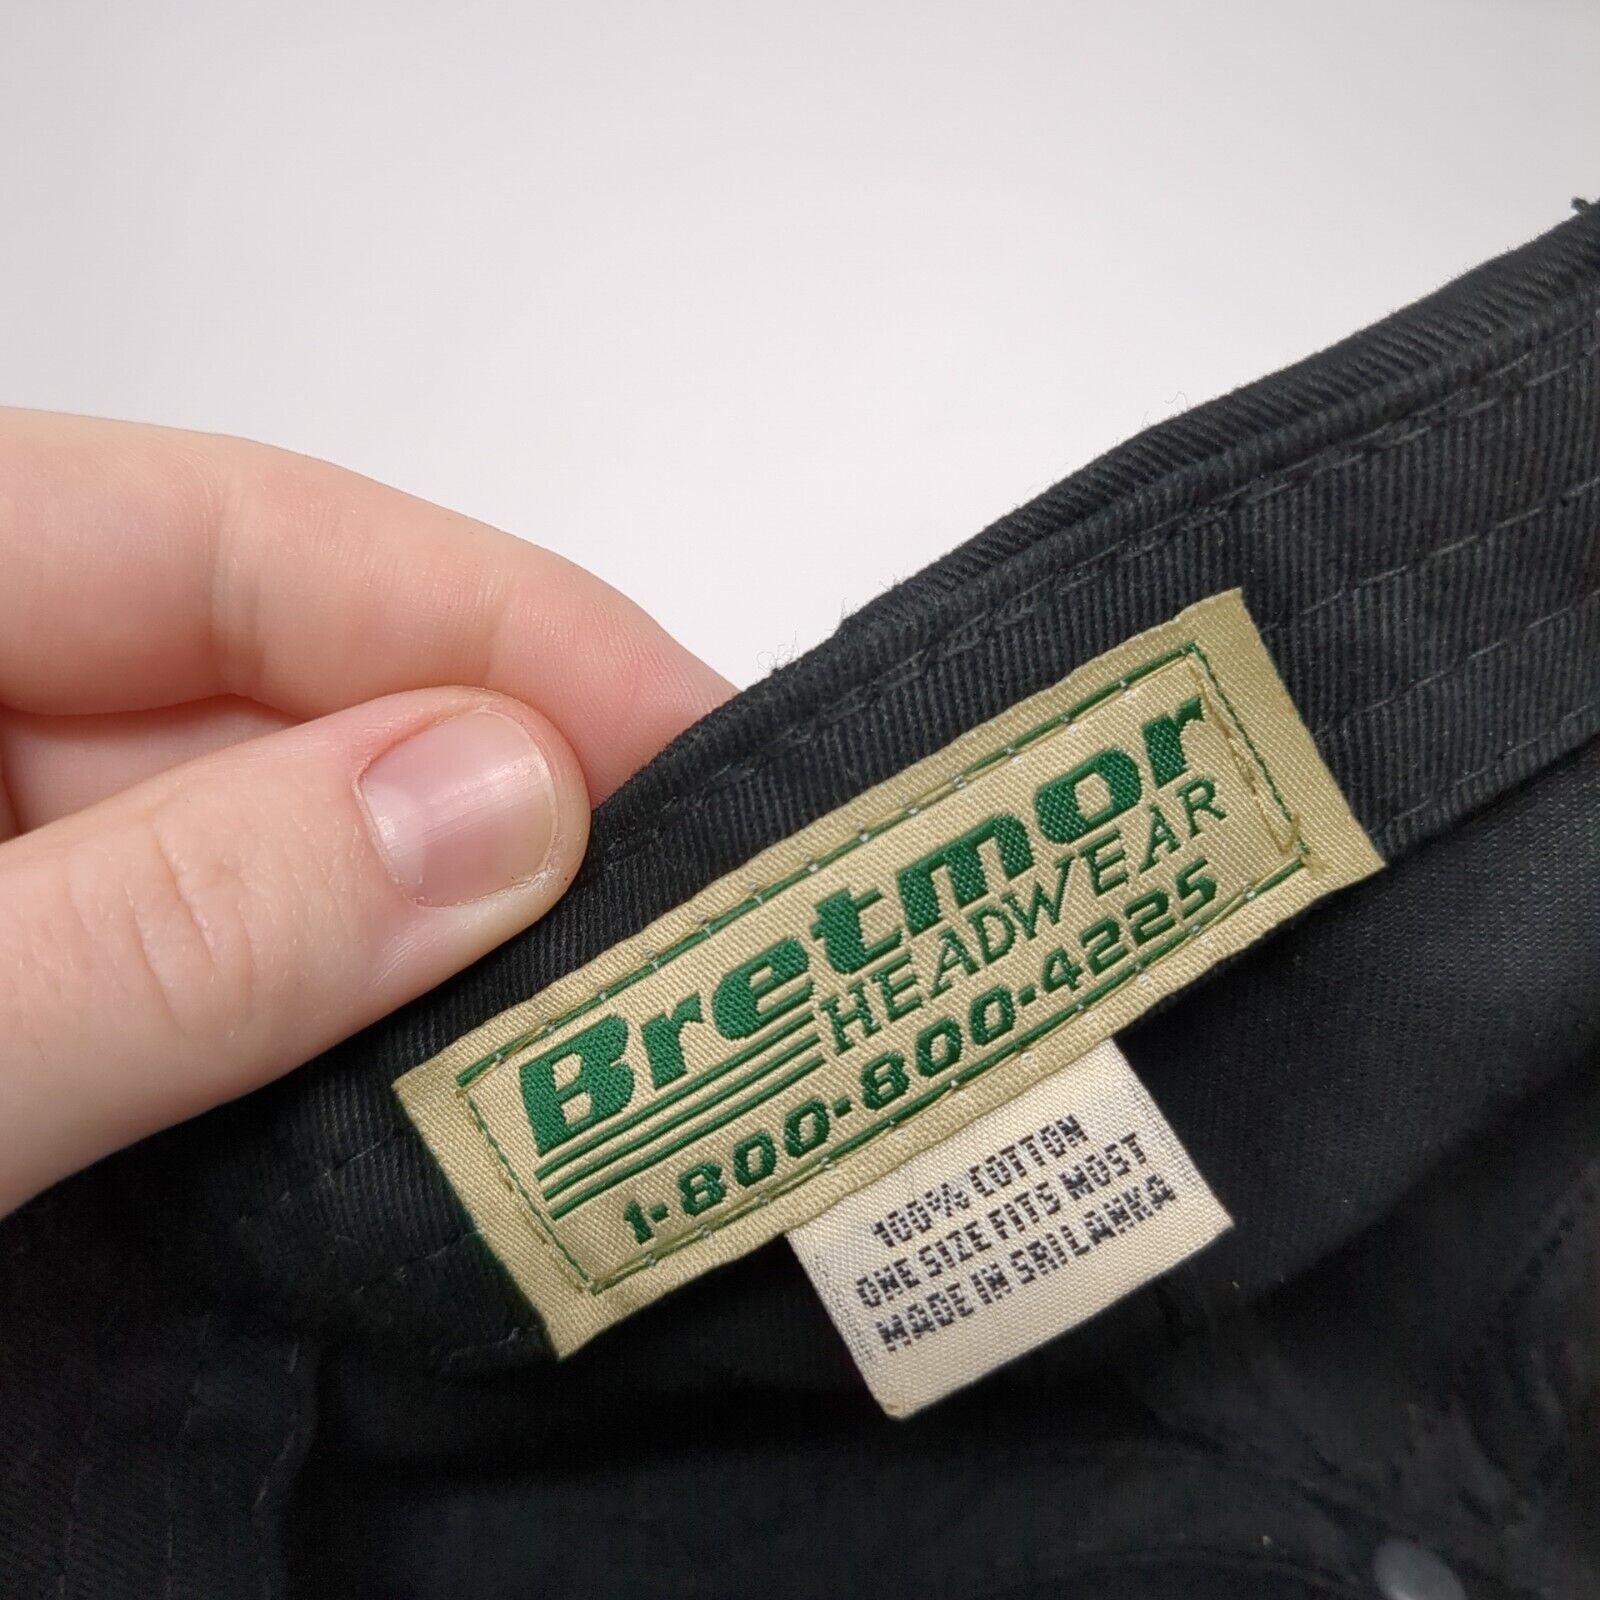 Bretmor
HEADWEAR
1-800-800-4225
100% COTTON
ONE SIZE FITS MOST
MADE IN SRI LANKA